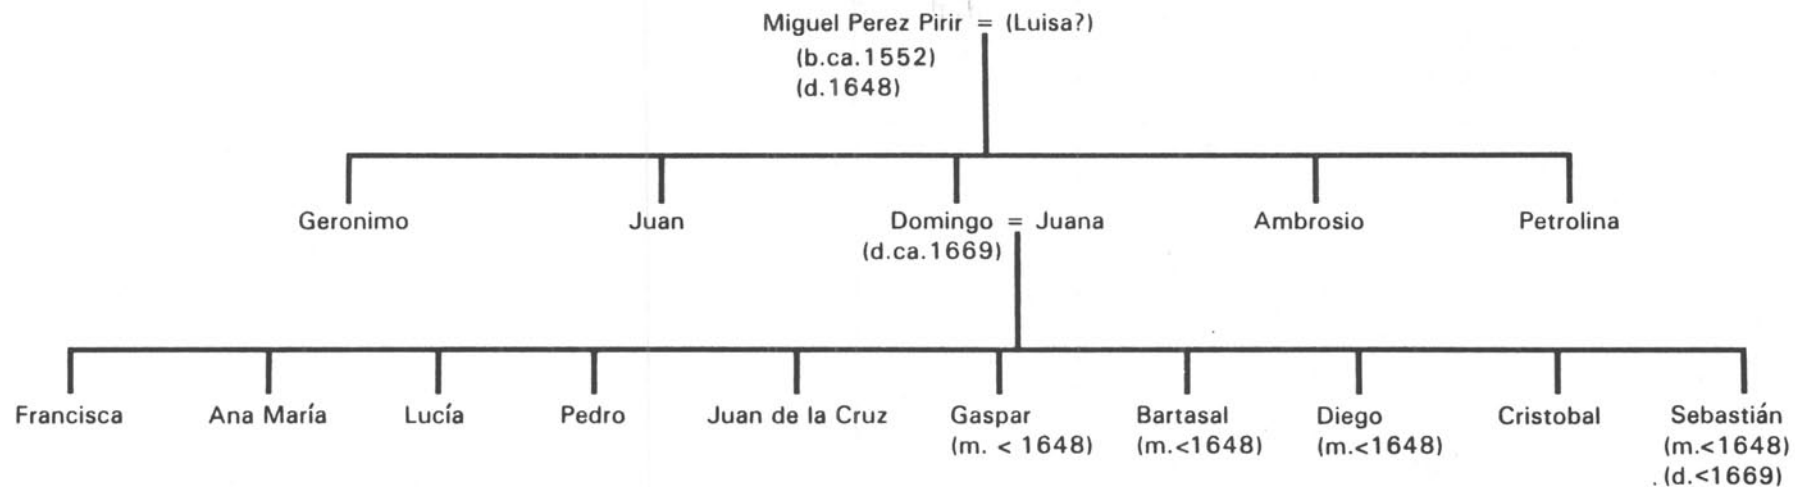 Miguel Perez Pirir = (Luisa?)
(b.ca.1552)
(d.1648)
Geronimo Juan Domingo = Juana Ambrosio Petrolina
(d.ca.1669)
Francisca Ana María Lucía Pedro Juan de la Cruz Gaspar Bartasal Diego Cristobal Sebastián
(m. < 1648) (m.<1648) (m.<1648) (m.<1648)
(d.<1669)